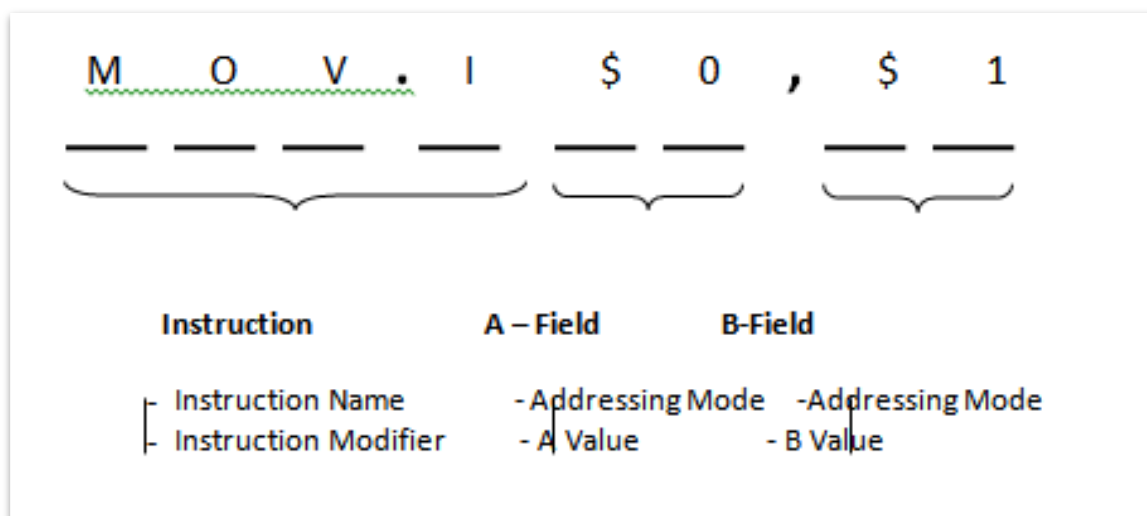 M O V . I $ 0 , $ 1
Instruction A – Field B-Field
- Instruction Name - Addressing Mode -Addressing Mode
- Instruction Modifier - A Value - B Value